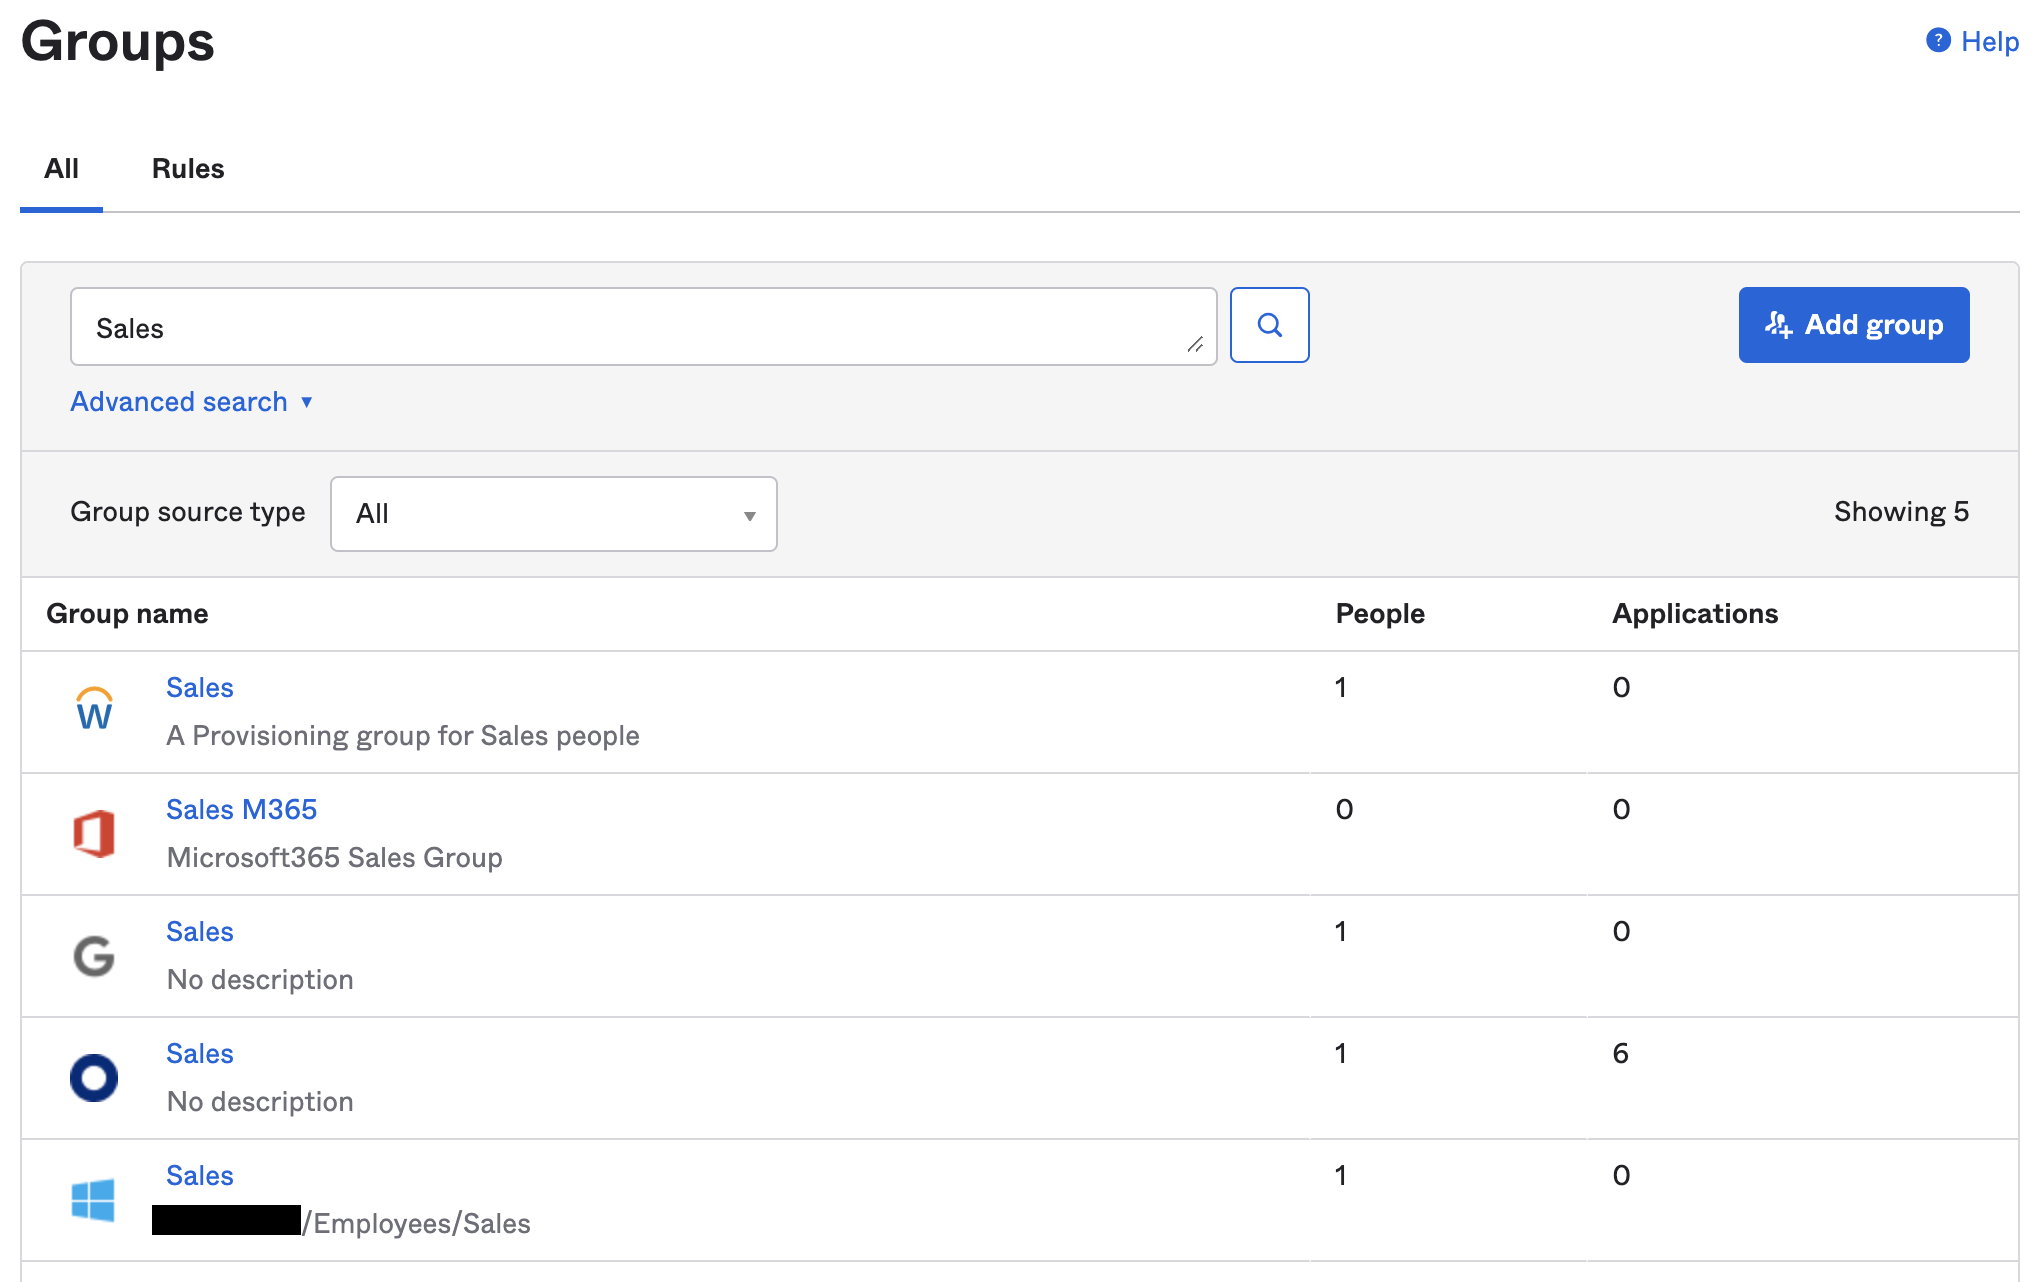 Groups
? Help
All Rules
Sales
Add group
Advanced search ▼
Group source type All ▼ Showing 5
Group name People Applications
Sales 1 0
A Provisioning group for Sales people
Sales M365 0 0
Microsoft365 Sales Group
Sales 1 0
No description
Sales 1 6
No description
Sales 1 0
/Employees/Sales